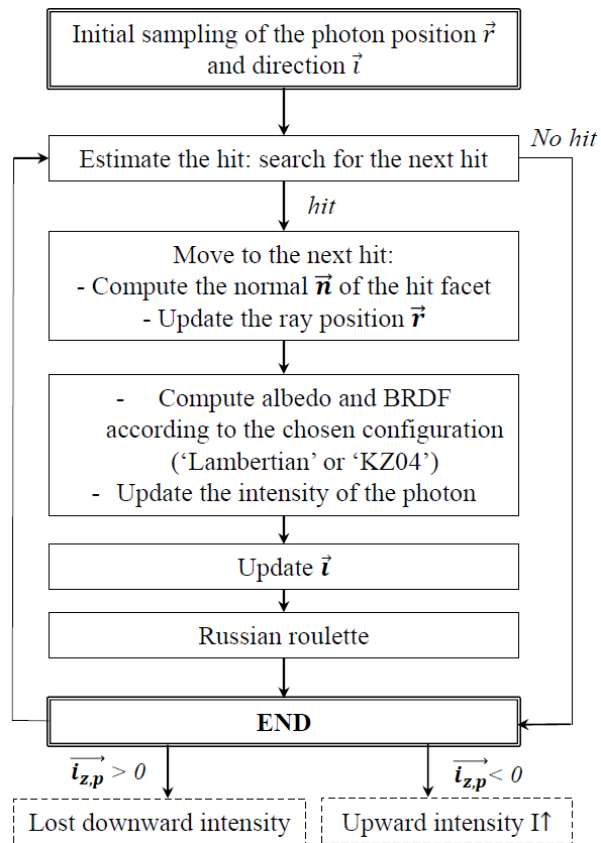 Initial sampling of the photon position r⃗
and direction i⃗
Estimate the hit: search for the next hit
No hit
hit
Move to the next hit:
- Compute the normal n⃗ of the hit facet
- Update the ray position r⃗
- Compute albedo and BRDF
according to the chosen configuration
(‘Lambertian’ or ‘KZ04’)
- Update the intensity of the photon
Update i⃗
Russian roulette
END
i_{z,p}⃗ > 0
i_{z,p}⃗ < 0
Lost downward intensity
Upward intensity I↑